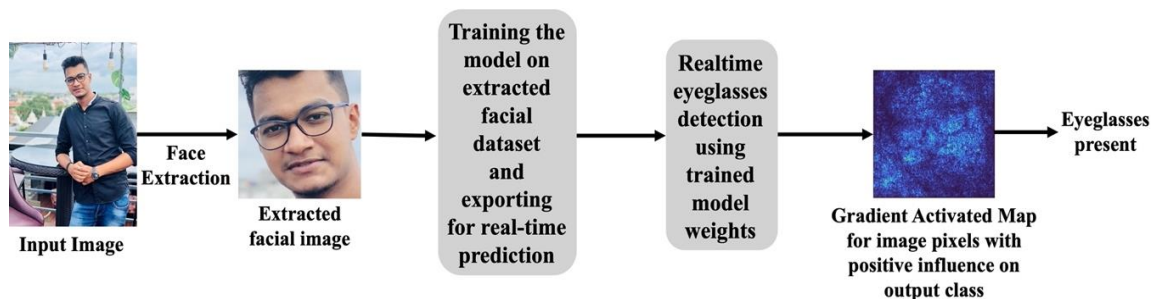 Face
Extraction
Input Image
Extracted
facial image
Training the
model on
extracted
facial
dataset
and
exporting
for real-time
prediction
Realtime
eyeglasses
detection
using
trained
model
weights
Gradient Activated Map
for image pixels with
positive influence on
output class
Eyeglasses
present